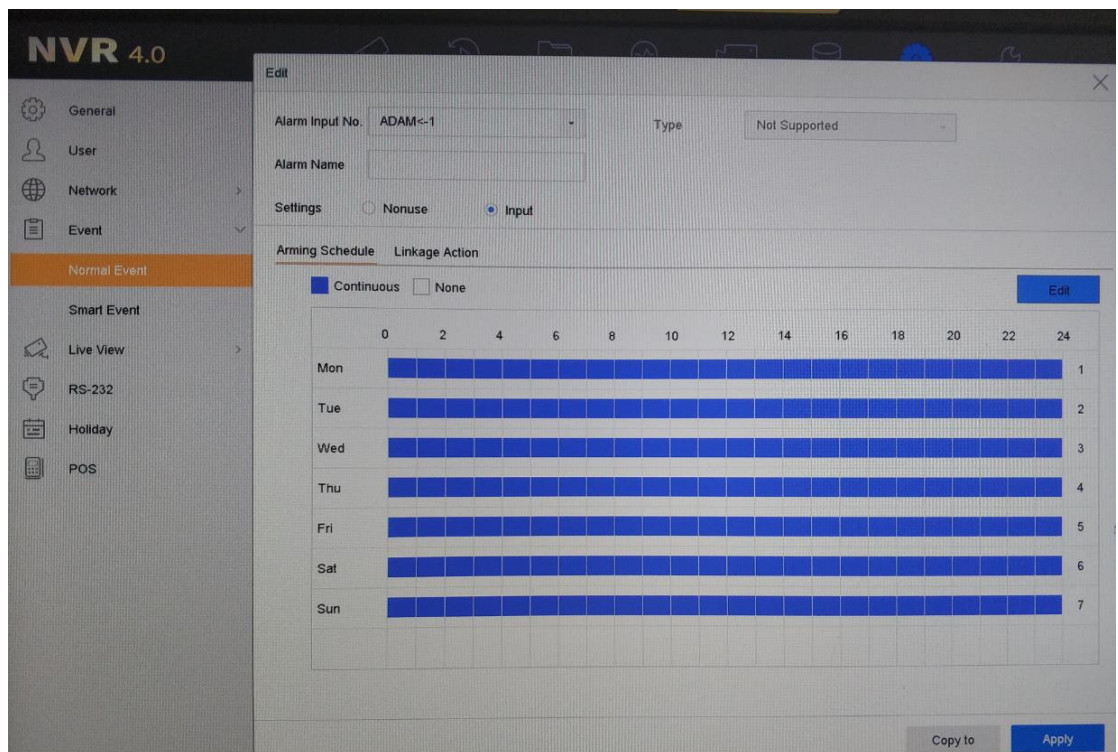 NVR 4.0
Edit
General
User
Network
Event
Normal Event
Smart Event
Live View
RS-232
Holiday
POS
Alarm Input No. ADAM<-1 Type Not Supported
Alarm Name
Settings Nonuse Input
Arming Schedule Linkage Action
Continuous None Edit
0 2 4 6 8 10 12 14 16 18 20 22 24
Mon 1
Tue 2
Wed 3
Thu 4
Fri 5
Sat 6
Sun 7
Copy to Apply